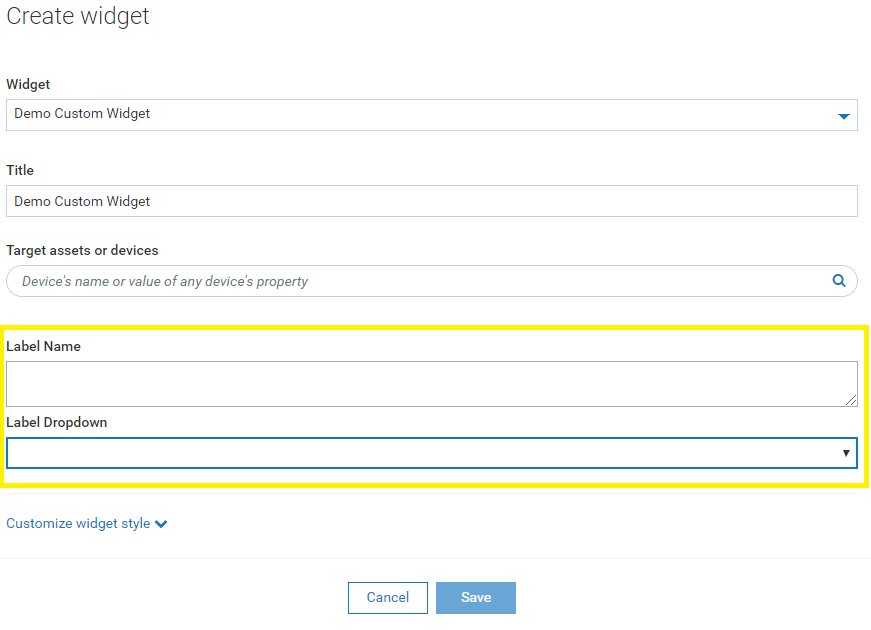 Create widget
Widget
Demo Custom Widget
Title
Demo Custom Widget
Target assets or devices
Device's name or value of any device's property
Label Name
Label Dropdown
Customize widget style
Cancel
Save